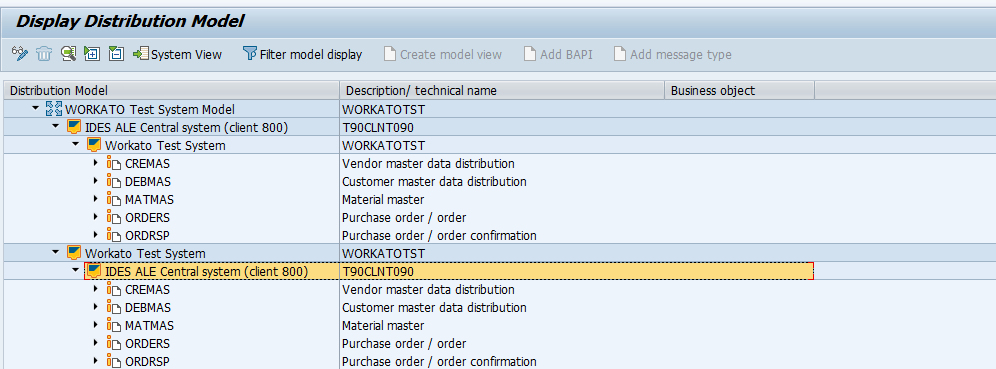 Display Distribution Model
System View Filter model display Create model view Add BAPI Add message type
Distribution Model Description/ technical name Business object
WORKATO Test System Model WORKATOTST
IDES ALE Central system (client 800) T90CLNT090
Workato Test System WORKATOTST
CREMAS Vendor master data distribution
DEBMAS Customer master data distribution
MATMAS Material master
ORDERS Purchase order / order
ORDRSP Purchase order / order confirmation
Workato Test System WORKATOTST
IDES ALE Central system (client 800) T90CLNT090
CREMAS Vendor master data distribution
DEBMAS Customer master data distribution
MATMAS Material master
ORDERS Purchase order / order
ORDRSP Purchase order / order confirmation